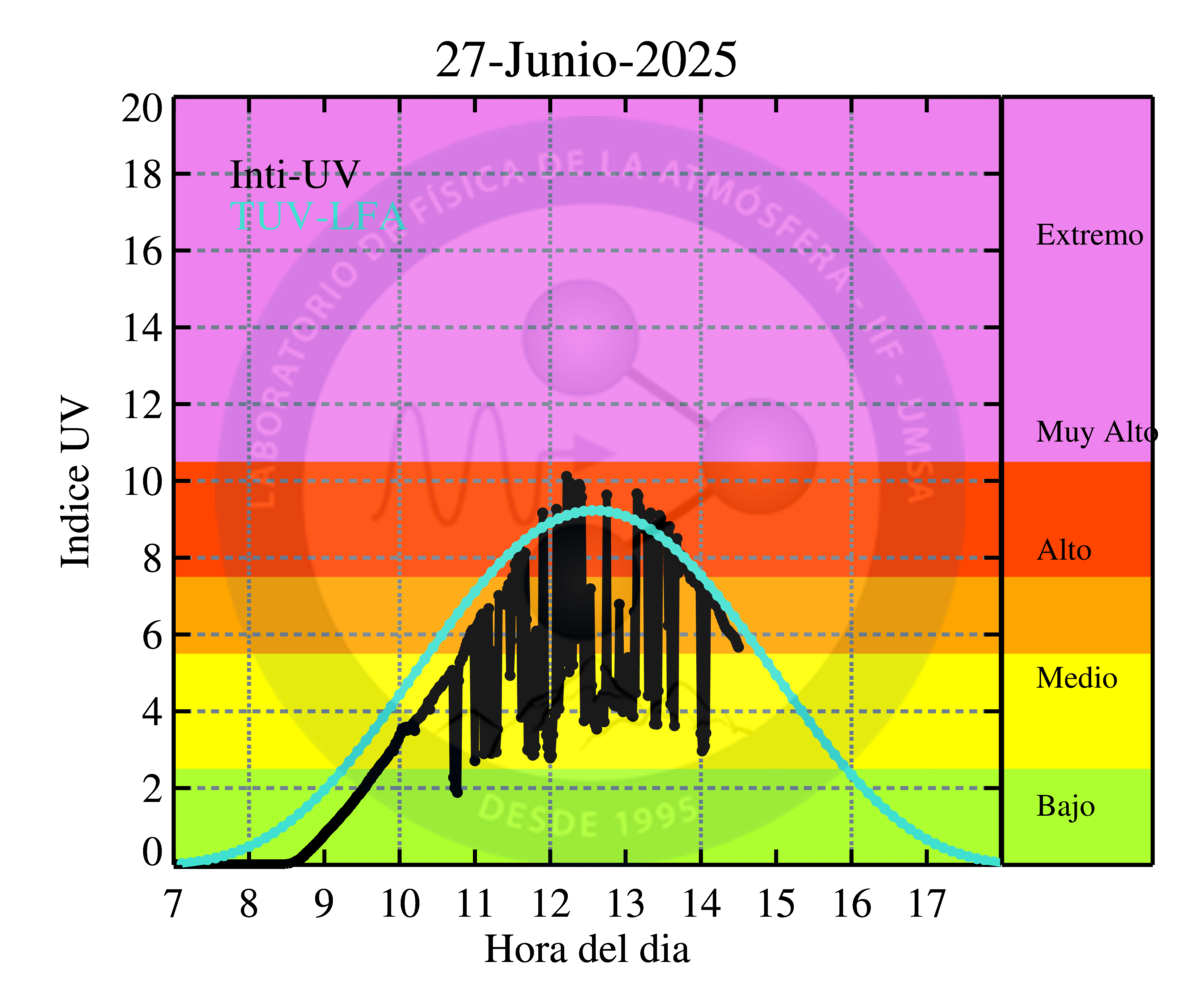 27-Junio-2025
20
18
16
14
12
10
8
6
4
2
0
Indice UV
Inti-UV
TUV-LFA
LABORATORIO DE FÍSICA DE LA ATMÓSFERA - IIF - UMSA
DESDE 1995
Extremo
Muy Alto
Alto
Medio
Bajo
7 8 9 10 11 12 13 14 15 16 17
Hora del dia